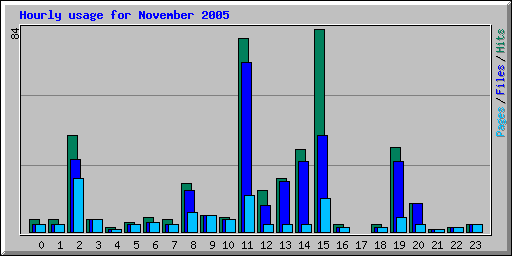 Hourly usage for November 2005
84
Pages / Files / Hits
0 1 2 3 4 5 6 7 8 9 10 11 12 13 14 15 16 17 18 19 20 21 22 23